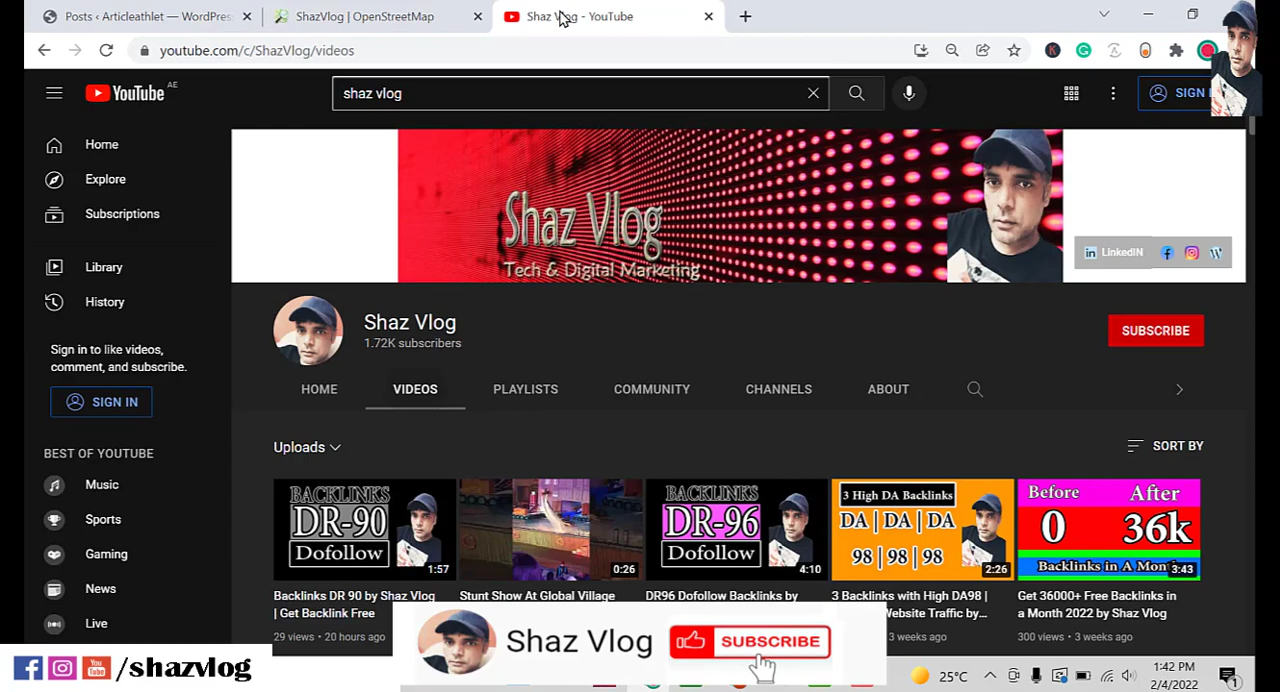 Posts ‹ Articleathlet — WordPress
ShazVlog | OpenStreetMap
Shaz Vlog - YouTube
youtube.com/c/ShazVlog/videos
YouTube AE
shaz vlog
SIGN
Home
Explore
Subscriptions
Library
History
Sign in to like videos,
comment, and subscribe.
SIGN IN
BEST OF YOUTUBE
Music
Sports
Gaming
News
Live
Shaz Vlog
Tech & Digital Marketing
LinkedIN
Shaz Vlog
1.72K subscribers
SUBSCRIBE
HOME VIDEOS PLAYLISTS COMMUNITY CHANNELS ABOUT
Uploads
SORT BY
BACKLINKS
DR-90
Dofollow
1:57
0:26
BACKLINKS
DR-96
Dofollow
4:10
3 High DA Backlinks
DA | DA | DA
98 | 98 | 98
2:26
Before After
0 36k
Backlinks in A Mon
3:43
Backlinks DR 90 by Shaz Vlog
| Get Backlink Free
29 views • 20 hours ago
Stunt Show At Global Village
DR96 Dofollow Backlinks by
3 Backlinks with High DA98 |
Website Traffic by
3 weeks ago
Get 36000+ Free Backlinks in
a Month 2022 by Shaz Vlog
300 views • 3 weeks ago
Shaz Vlog
SUBSCRIBE
You Tube
/shazvlog
25°C
1:42 PM
2/4/2022
1